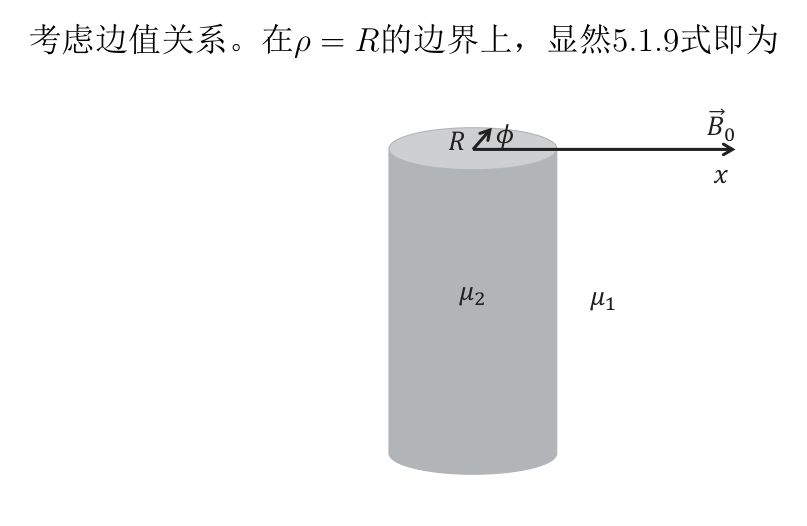 考虑边值关系。在ρ = R的边界上，显然5.1.9式即为
R ϕ
B⃗₀
x
μ₂
μ₁